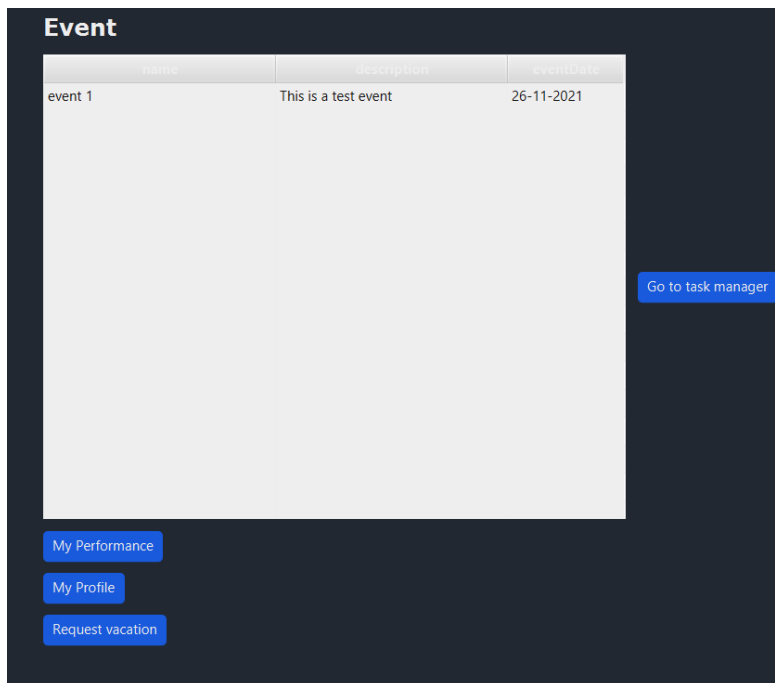 Event
name description eventDate
event 1 This is a test event 26-11-2021
Go to task manager
My Performance
My Profile
Request vacation